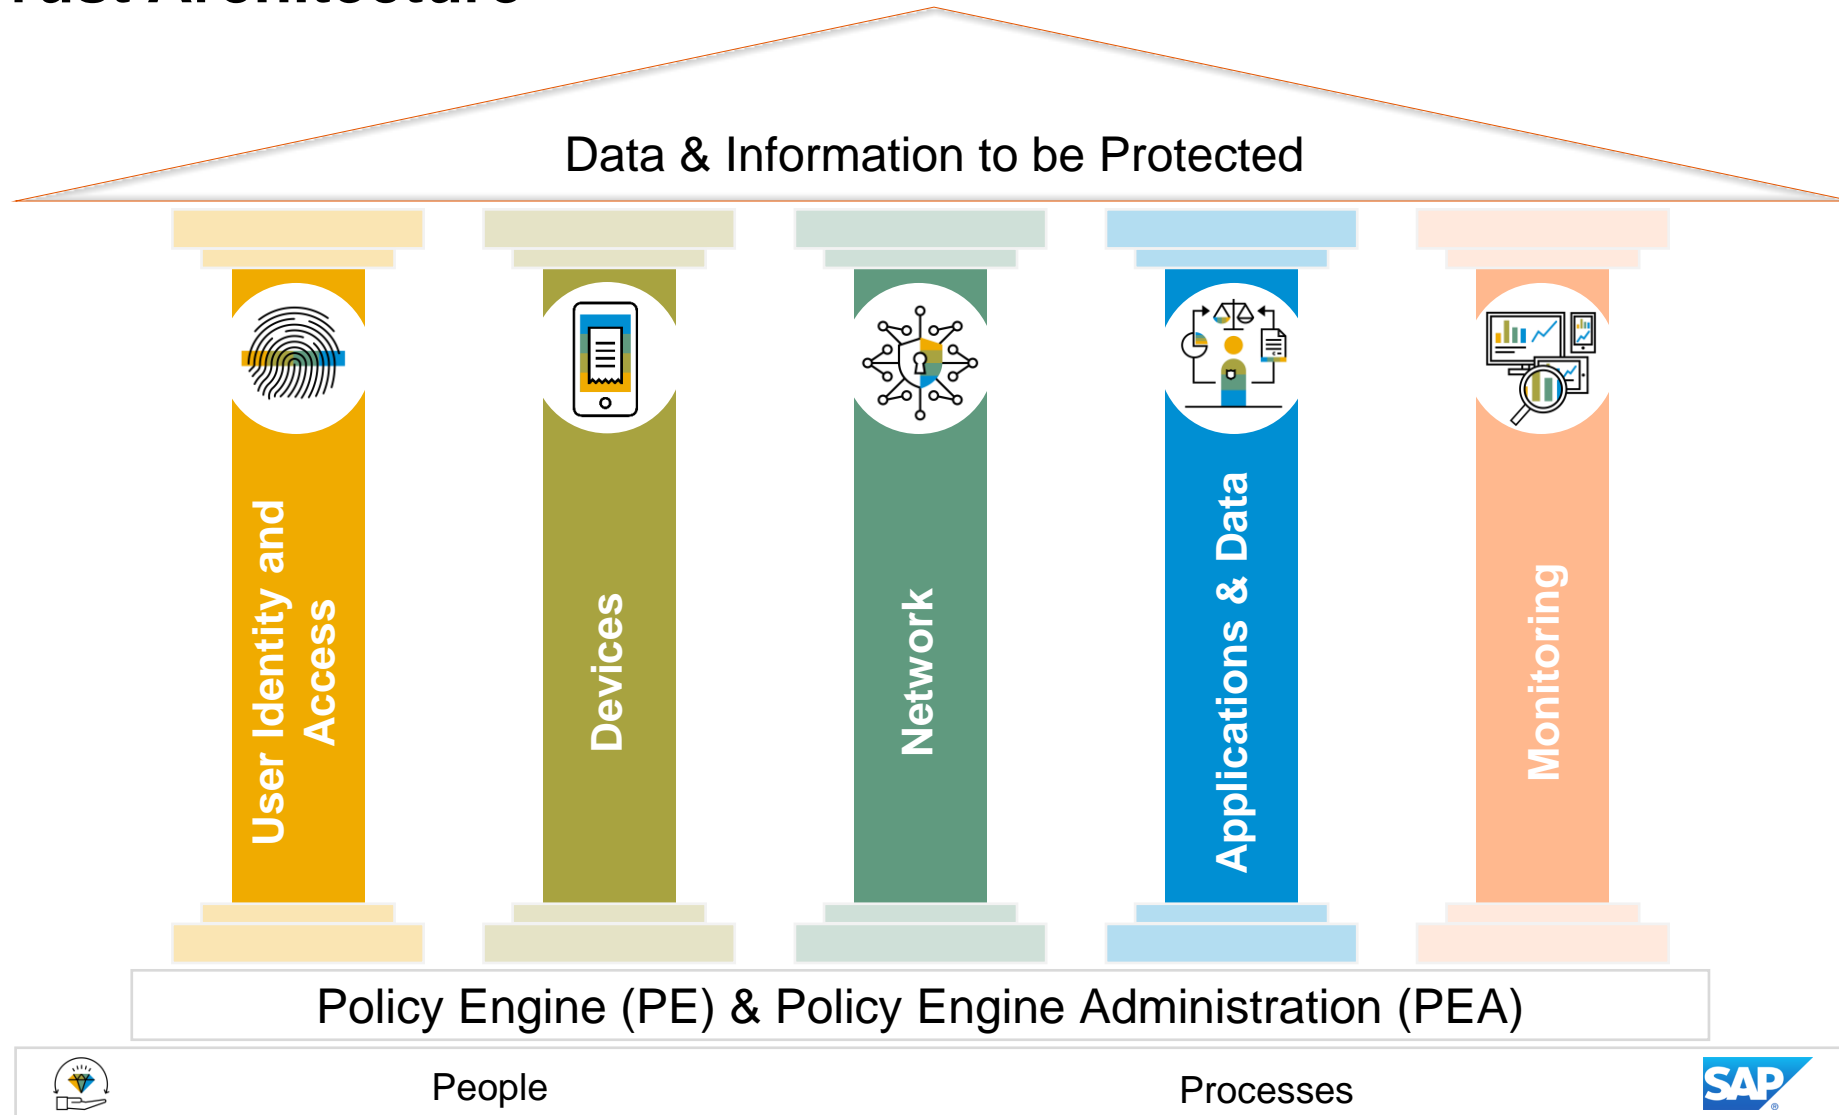 Architecture
Data & Information to be Protected
User Identity and
Access
Devices
Network
Applications & Data
Monitoring
Policy Engine (PE) & Policy Engine Administration (PEA)
People
Processes
SAP
®